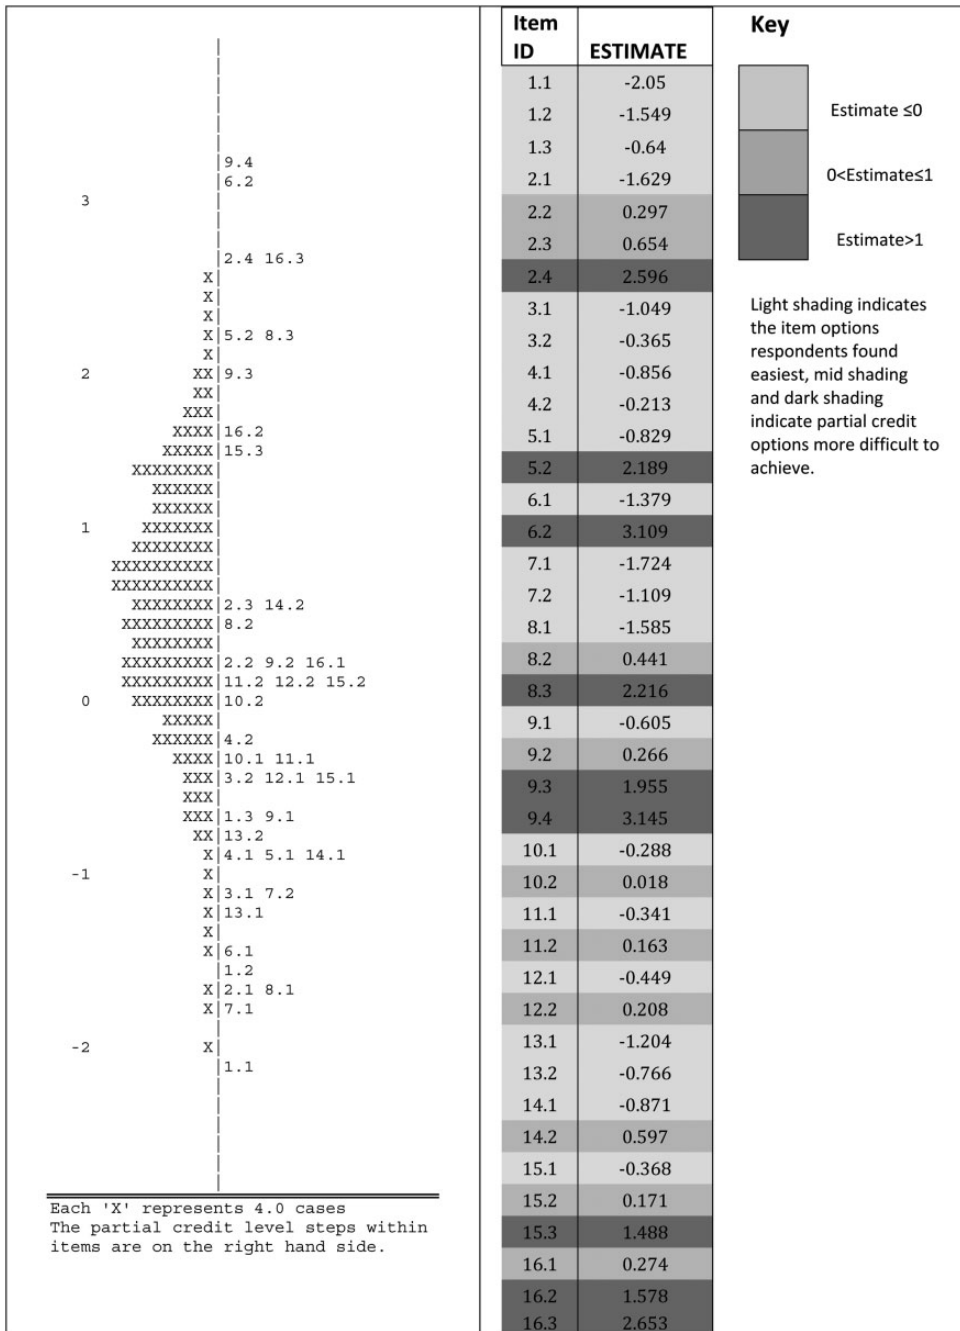 9.4
6.2
3
2.4 16.3
X
X
X
X 5.2 8.3
X
2 XX 9.3
XX
XXX
XXXX 16.2
XXXXX 15.3
XXXXXXXX
XXXXXX
XXXXXX
1 XXXXXXX
XXXXXXXX
XXXXXXXXXX
XXXXXXXXXX
XXXXXXXX 2.3 14.2
XXXXXXXXX 8.2
XXXXXXXX
XXXXXXXXX 2.2 9.2 16.1
XXXXXXXXX 11.2 12.2 15.2
0 XXXXXXXX 10.2
XXXXX
XXXXXX 4.2
XXXX 10.1 11.1
XXX 3.2 12.1 15.1
XXX
XXX 1.3 9.1
XX 13.2
X 4.1 5.1 14.1
-1 X
X 3.1 7.2
X 13.1
X
X 6.1
1.2
X 2.1 8.1
X 7.1
-2 X
1.1
Each 'X' represents 4.0 cases
The partial credit level steps within
items are on the right hand side.
Item
ID ESTIMATE
1.1 -2.05
1.2 -1.549
1.3 -0.64
2.1 -1.629
2.2 0.297
2.3 0.654
2.4 2.596
3.1 -1.049
3.2 -0.365
4.1 -0.856
4.2 -0.213
5.1 -0.829
5.2 2.189
6.1 -1.379
6.2 3.109
7.1 -1.724
7.2 -1.109
8.1 -1.585
8.2 0.441
8.3 2.216
9.1 -0.605
9.2 0.266
9.3 1.955
9.4 3.145
10.1 -0.288
10.2 0.018
11.1 -0.341
11.2 0.163
12.1 -0.449
12.2 0.208
13.1 -1.204
13.2 -0.766
14.1 -0.871
14.2 0.597
15.1 -0.368
15.2 0.171
15.3 1.488
16.1 0.274
16.2 1.578
16.3 2.653
Key
Estimate ≤0
0<Estimate≤1
Estimate>1
Light shading indicates
the item options
respondents found
easiest, mid shading
and dark shading
indicate partial credit
options more difficult to
achieve.